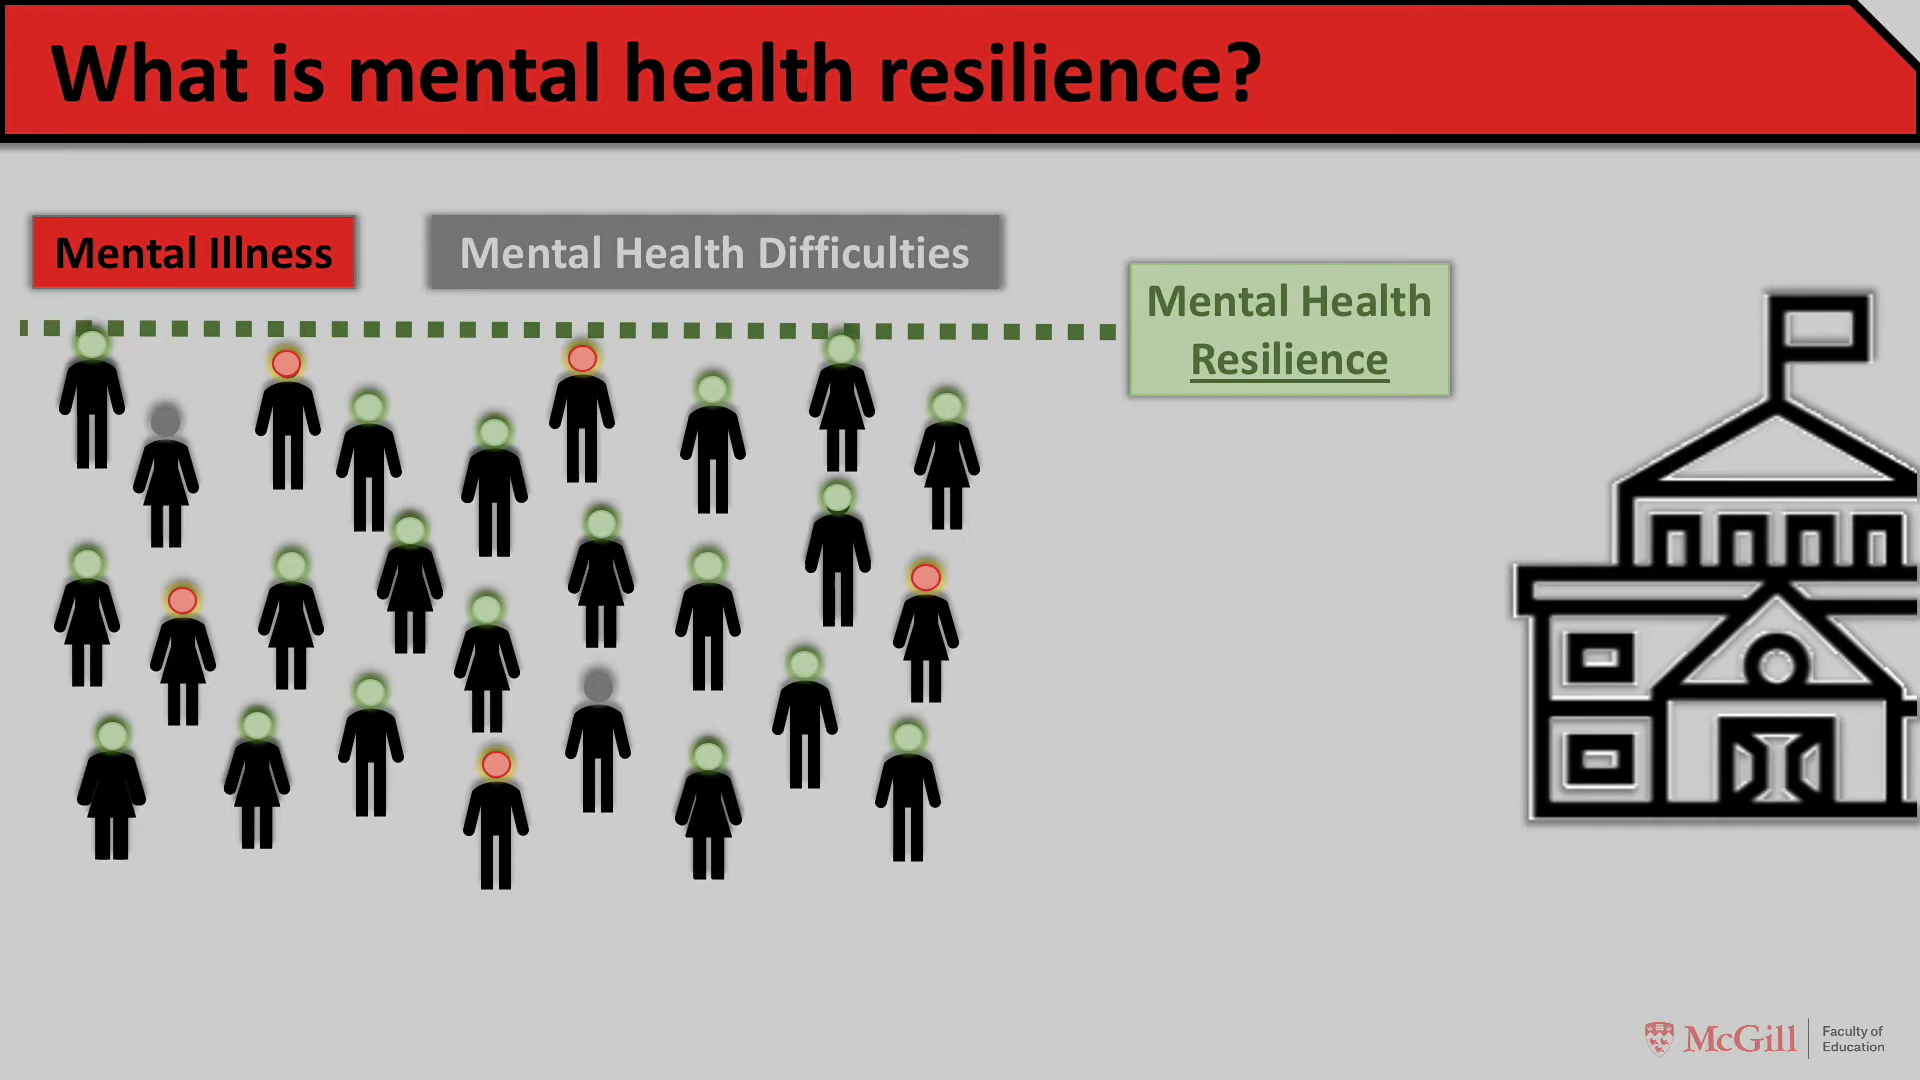 What is mental health resilience?
Mental Illness
Mental Health Difficulties
Mental Health
Resilience
McGill
Faculty of
Education